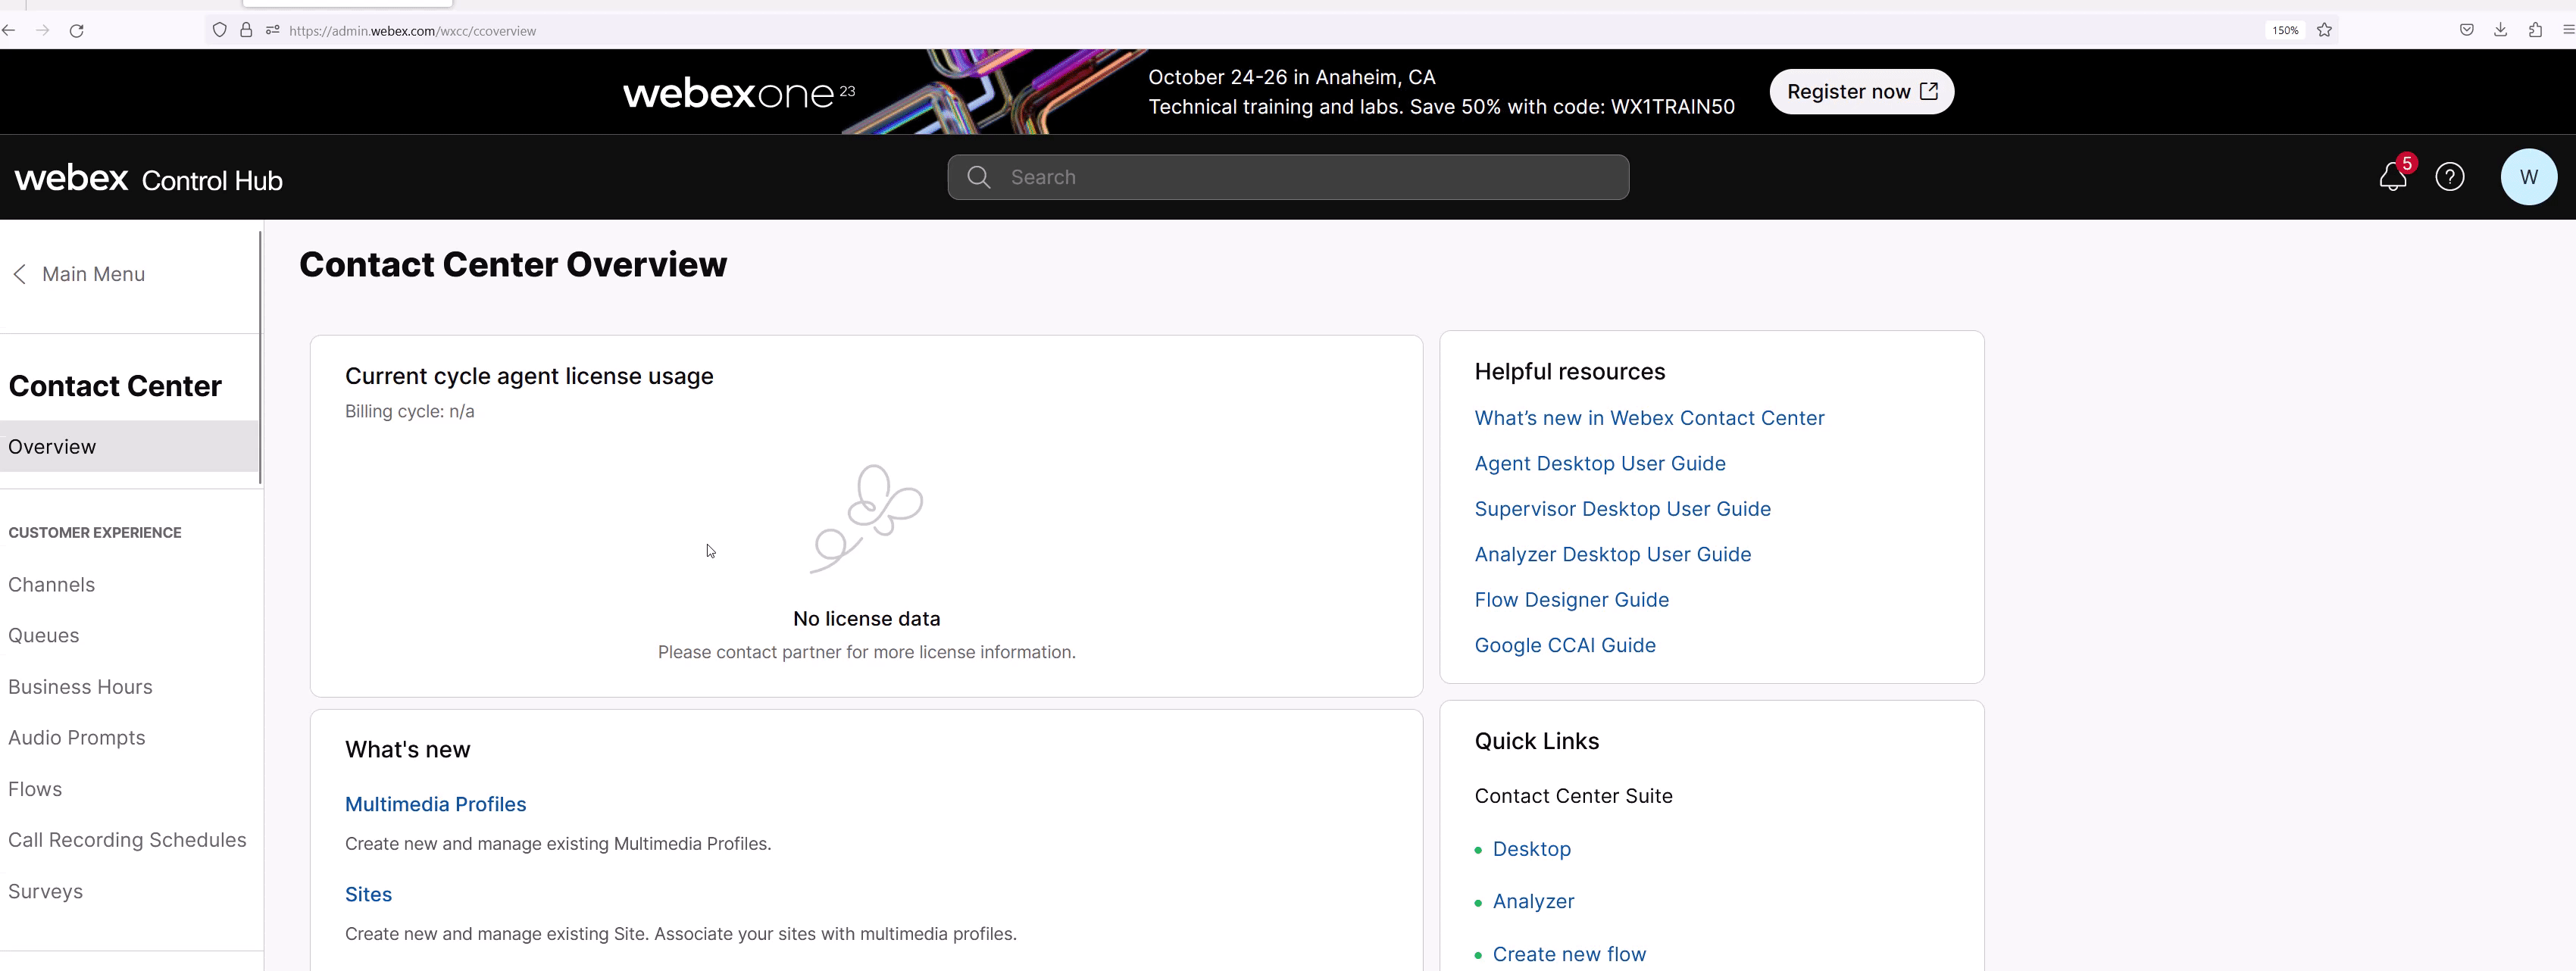 https://admin.webex.com/wxcc/ccoverview
150%
webexone 23
October 24-26 in Anaheim, CA
Technical training and labs. Save 50% with code: WX1TRAIN50
Register now
webex Control Hub
Search
5
?
W
Main Menu
Contact Center
Overview
CUSTOMER EXPERIENCE
Channels
Queues
Business Hours
Audio Prompts
Flows
Call Recording Schedules
Surveys
Contact Center Overview
Current cycle agent license usage
Billing cycle: n/a
No license data
Please contact partner for more license information.
What's new
Multimedia Profiles
Create new and manage existing Multimedia Profiles.
Sites
Create new and manage existing Site. Associate your sites with multimedia profiles.
Helpful resources
What’s new in Webex Contact Center
Agent Desktop User Guide
Supervisor Desktop User Guide
Analyzer Desktop User Guide
Flow Designer Guide
Google CCAI Guide
Quick Links
Contact Center Suite
Desktop
Analyzer
Create new flow